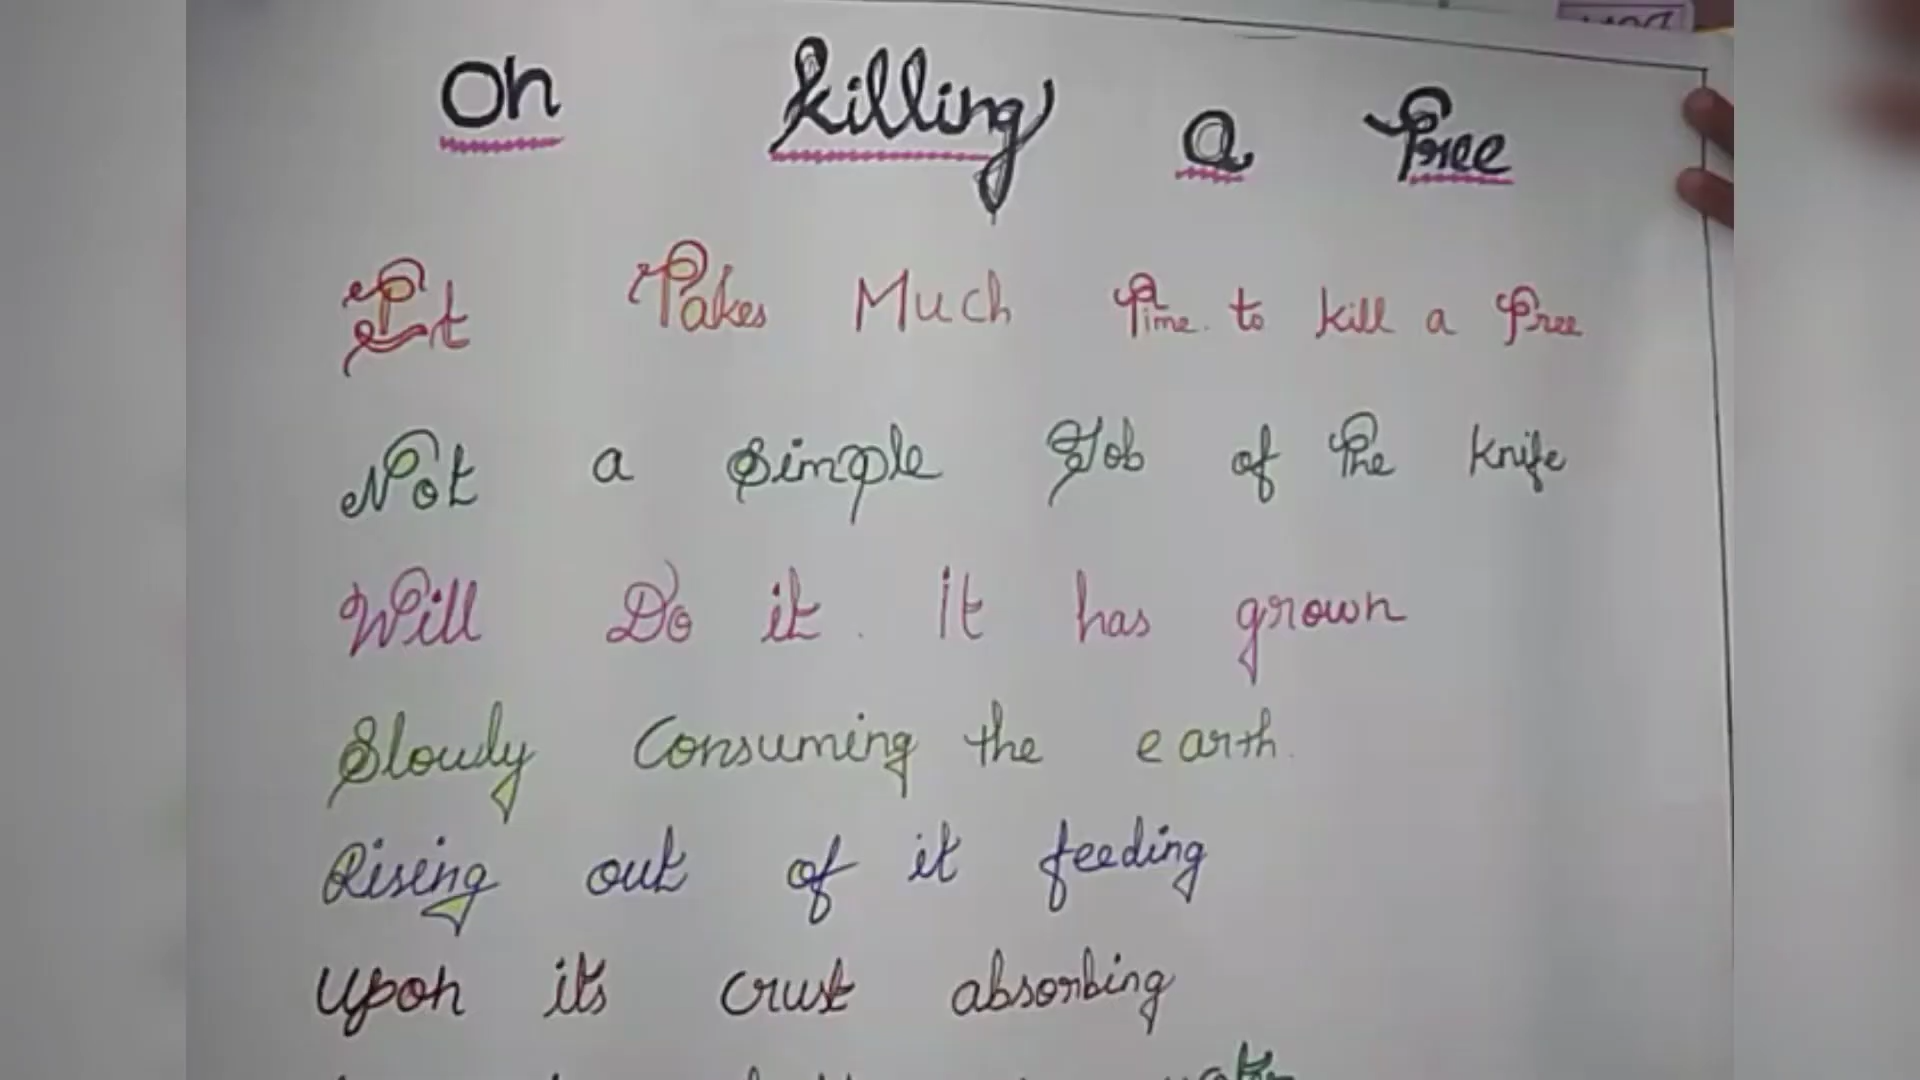 On killing a Tree
It Takes Much Time to kill a Tree
Not a simple Job of the knife
Will Do it. It has grown
Slowly Consuming the earth.
Rising out of it feeding
Upon its crust absorbing